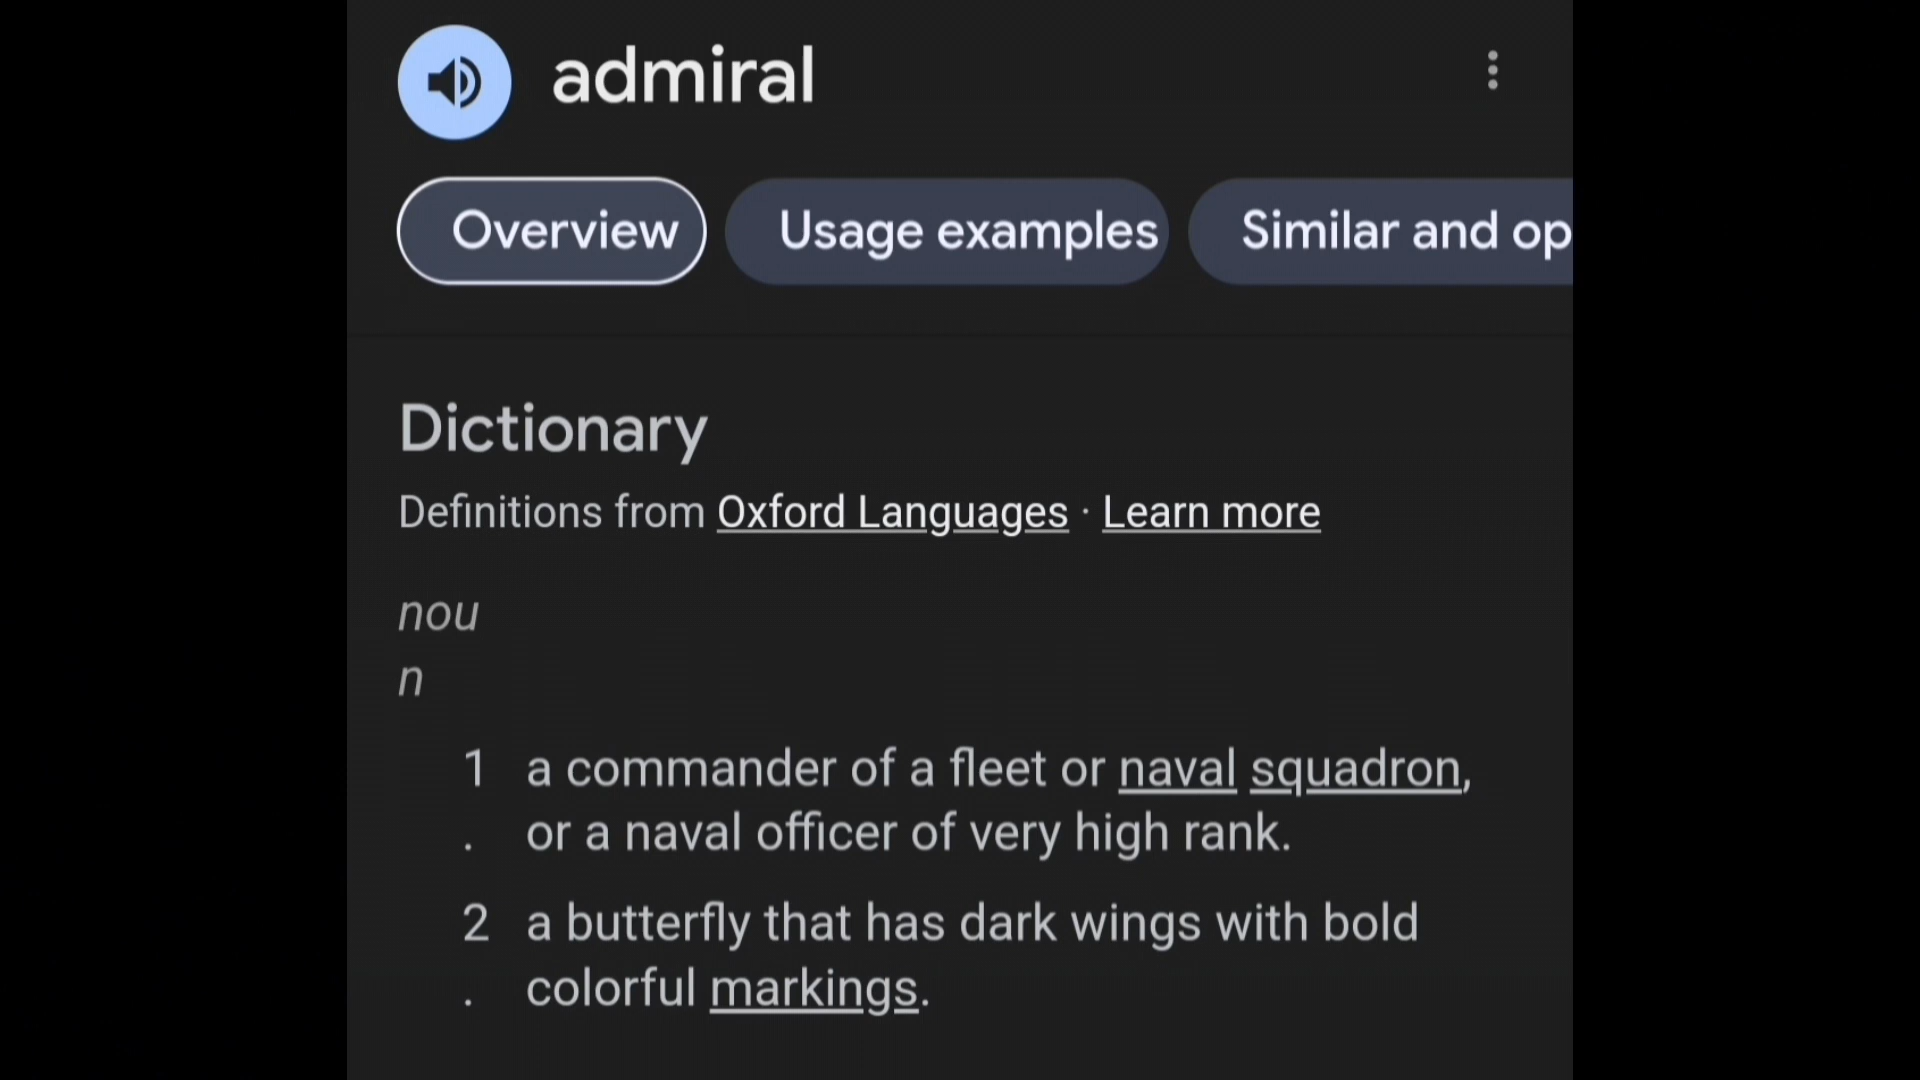 admiral
Overview Usage examples Similar and op
Dictionary
Definitions from Oxford Languages · Learn more
nou
n
1 a commander of a fleet or naval squadron,
. or a naval officer of very high rank.
2 a butterfly that has dark wings with bold
. colorful markings.